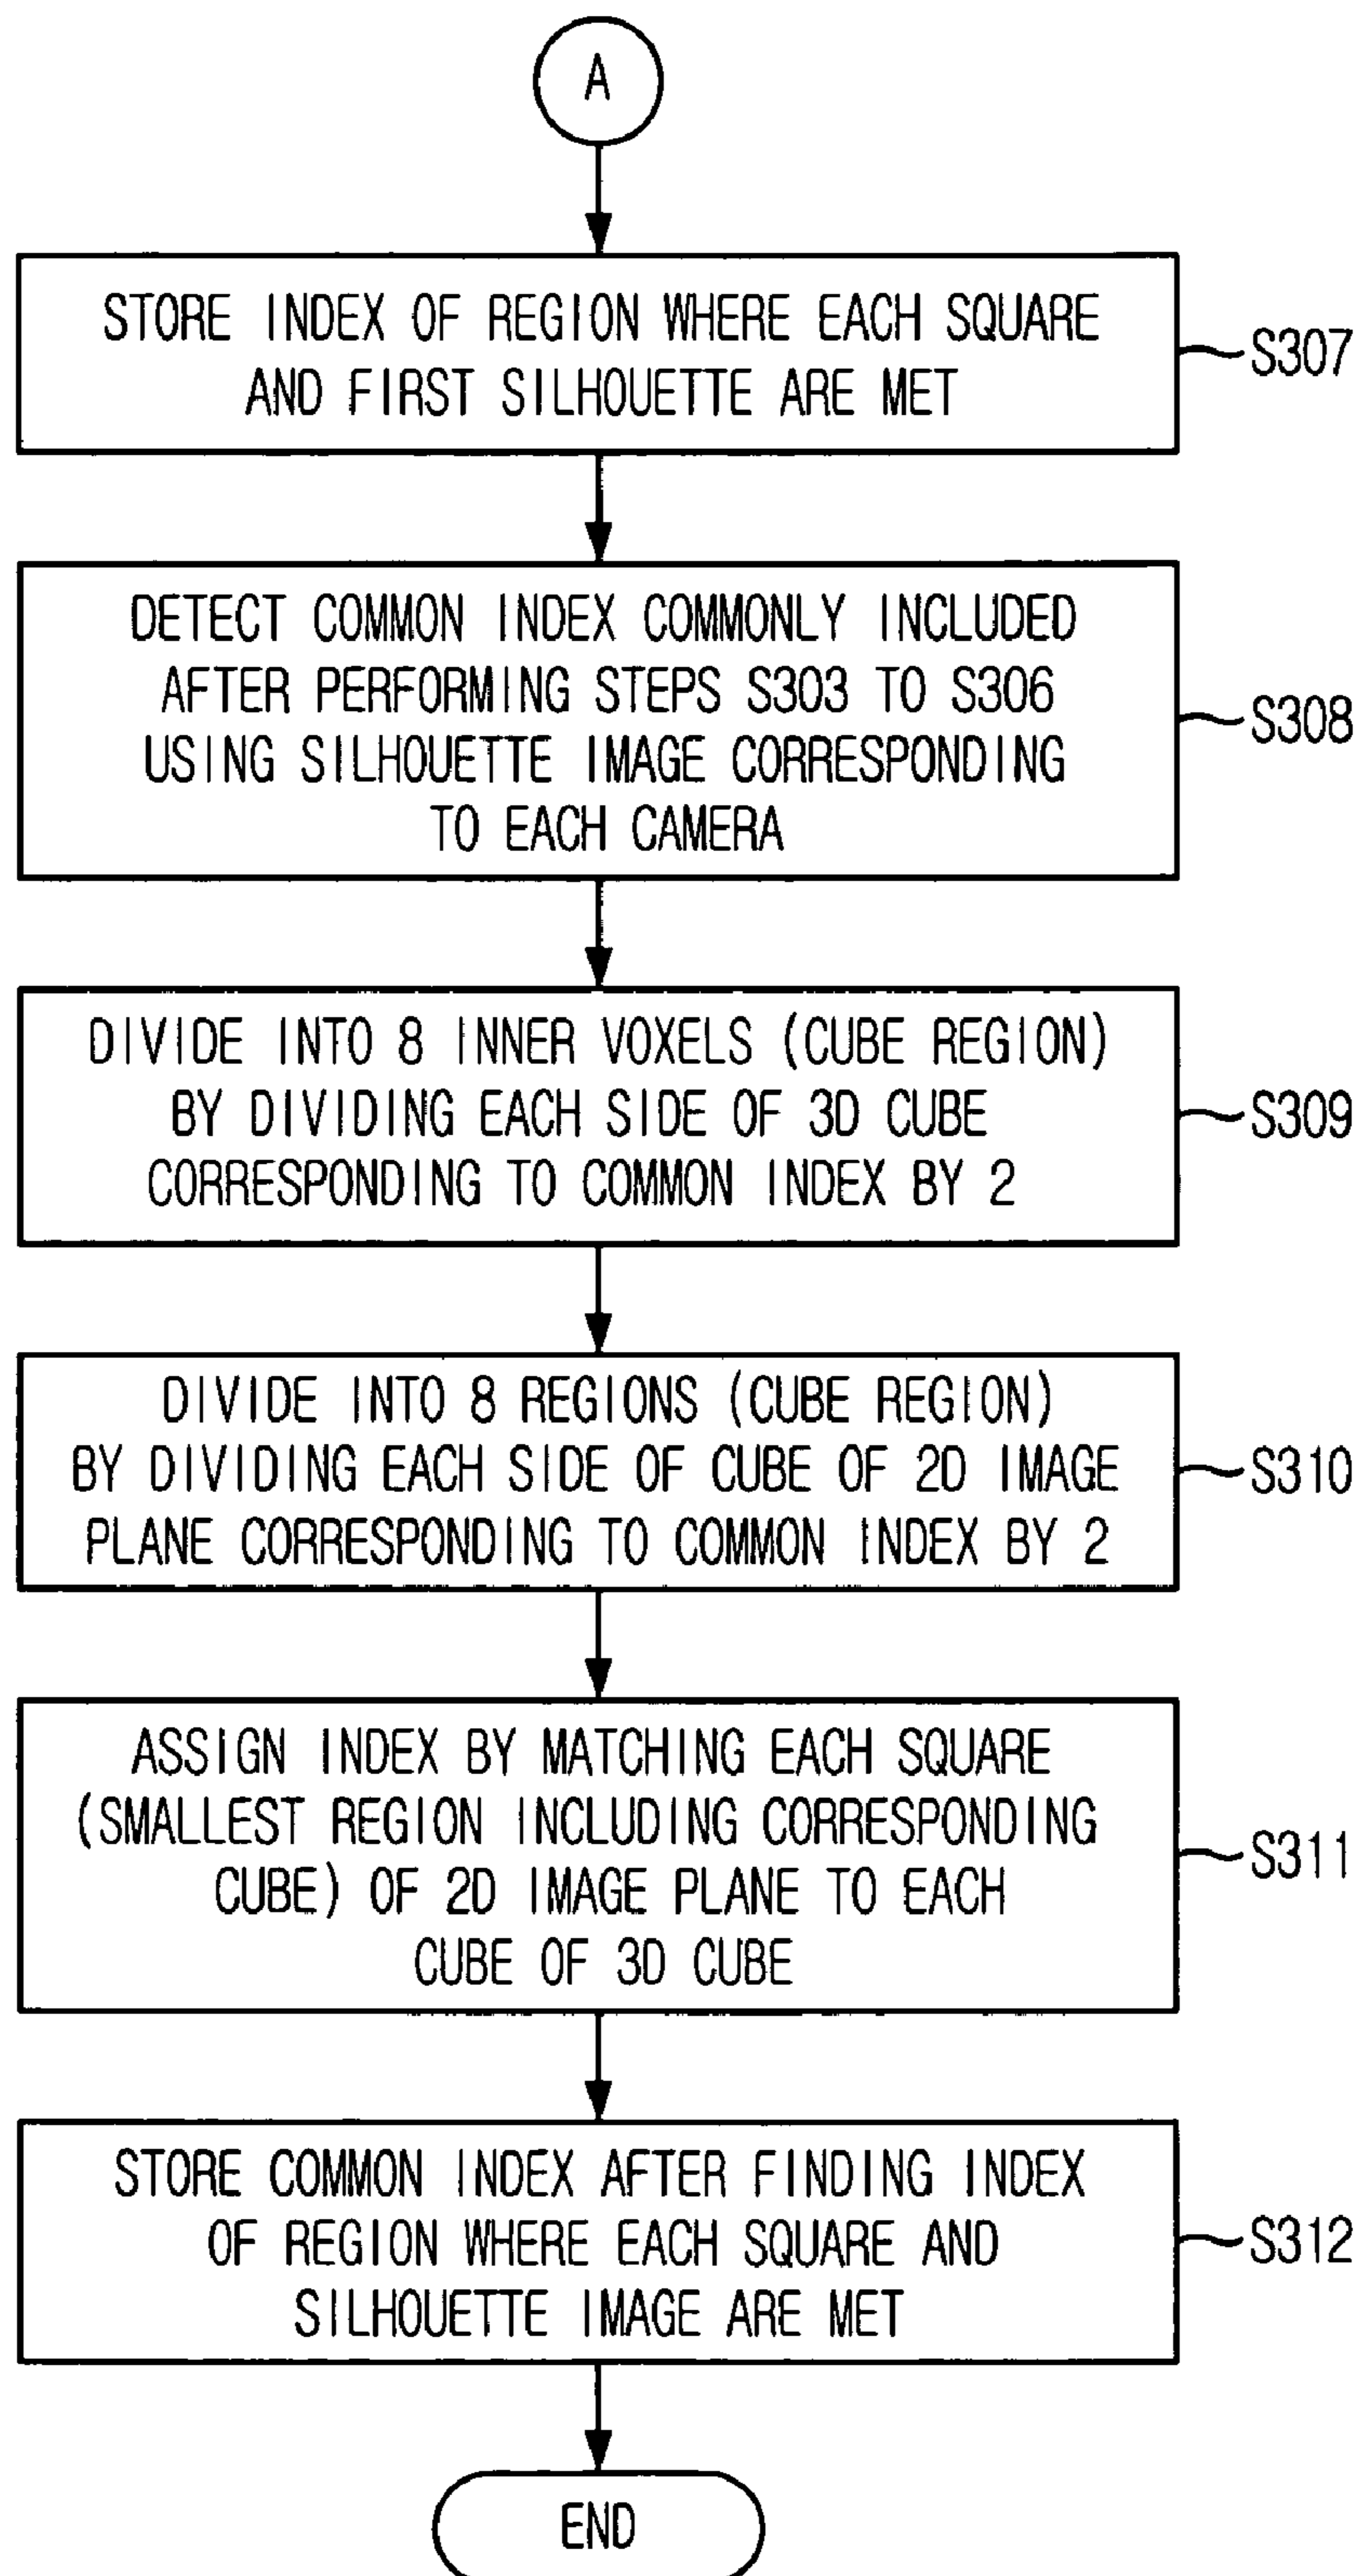 A
STORE INDEX OF REGION WHERE EACH SQUARE
AND FIRST SILHOUETTE ARE MET
S307
DETECT COMMON INDEX COMMONLY INCLUDED
AFTER PERFORMING STEPS S303 TO S306
USING SILHOUETTE IMAGE CORRESPONDING
TO EACH CAMERA
S308
DIVIDE INTO 8 INNER VOXELS (CUBE REGION)
BY DIVIDING EACH SIDE OF 3D CUBE
CORRESPONDING TO COMMON INDEX BY 2
S309
DIVIDE INTO 8 REGIONS (CUBE REGION)
BY DIVIDING EACH SIDE OF CUBE OF 2D IMAGE
PLANE CORRESPONDING TO COMMON INDEX BY 2
S310
ASSIGN INDEX BY MATCHING EACH SQUARE
(SMALLEST REGION INCLUDING CORRESPONDING
CUBE) OF 2D IMAGE PLANE TO EACH
CUBE OF 3D CUBE
S311
STORE COMMON INDEX AFTER FINDING INDEX
OF REGION WHERE EACH SQUARE AND
SILHOUETTE IMAGE ARE MET
S312
END